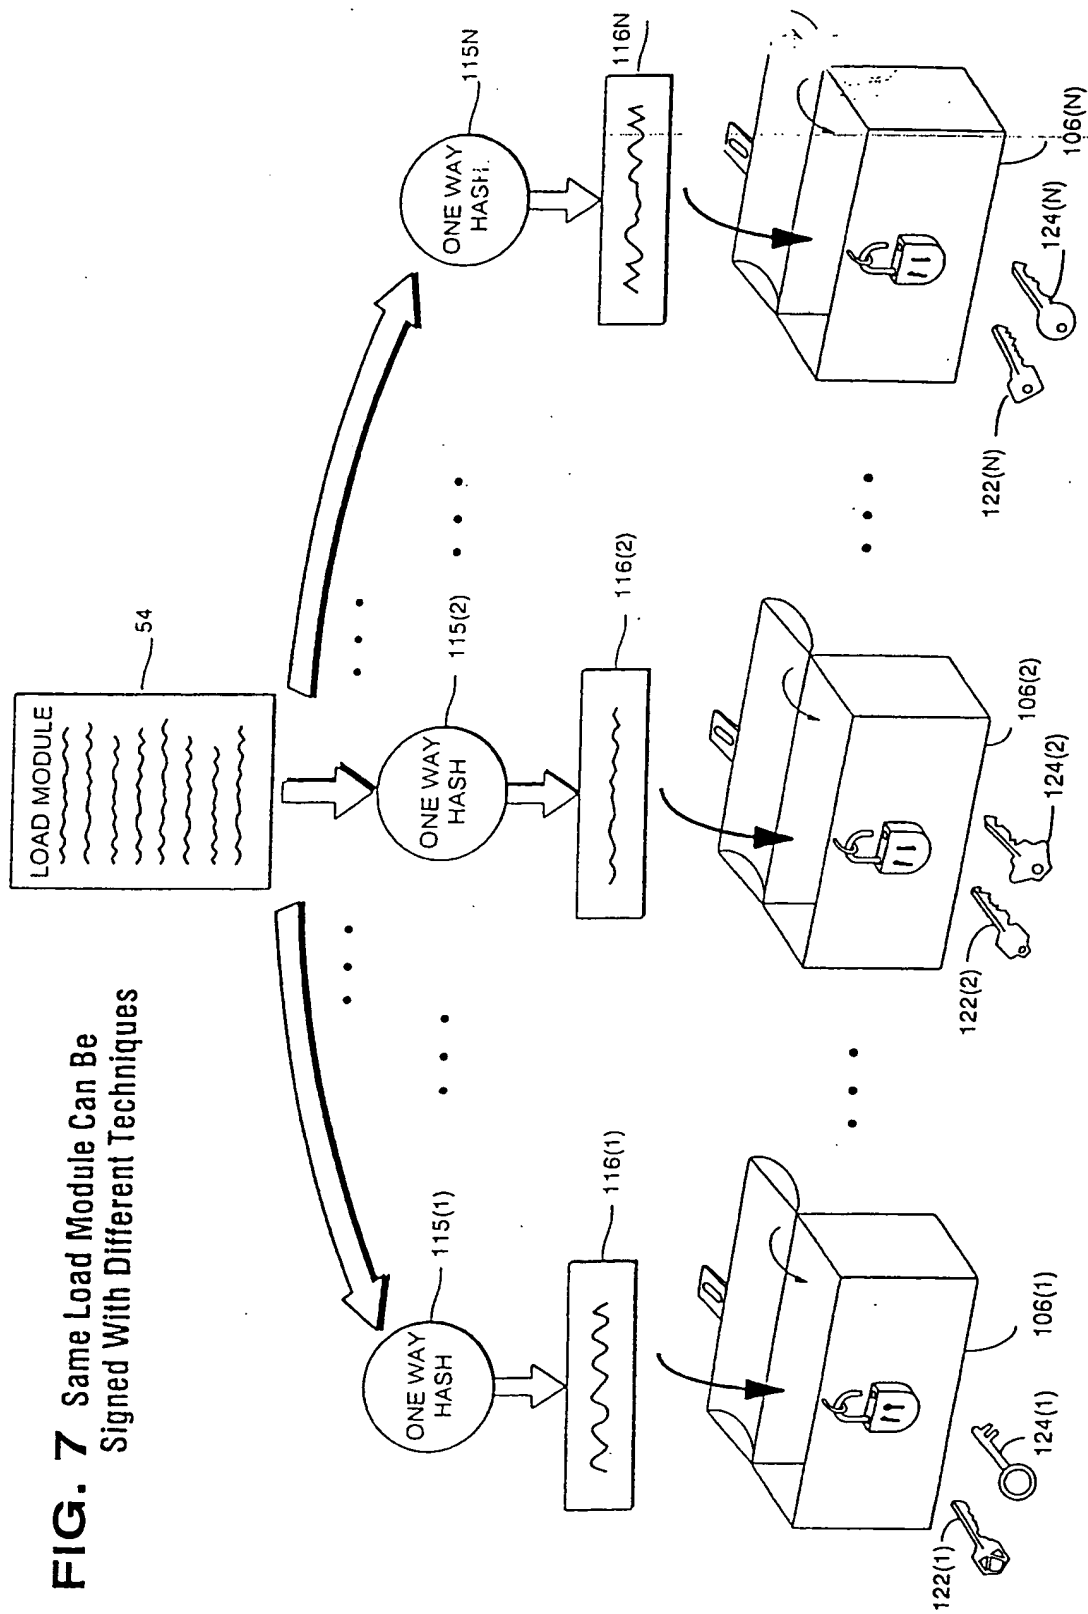 FIG. 7 Same Load Module Can Be
Signed With Different Techniques
LOAD MODULE
54
ONE WAY
HASH
115(1)
ONE WAY
HASH
115(2)
ONE WAY
HASH.
115N
116(1)
116(2)
116N
122(1)
124(1)
106(1)
122(2)
124(2)
106(2)
122(N)
124(N)
106(N)